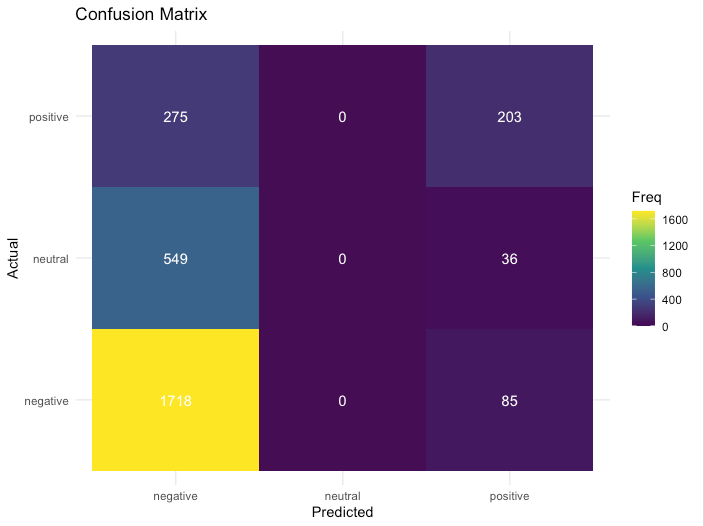 Confusion Matrix
Actual
positive
275 0 203
neutral
549 0 36
negative
1718 0 85
negative neutral positive
Predicted
Freq
1600
1200
800
400
0